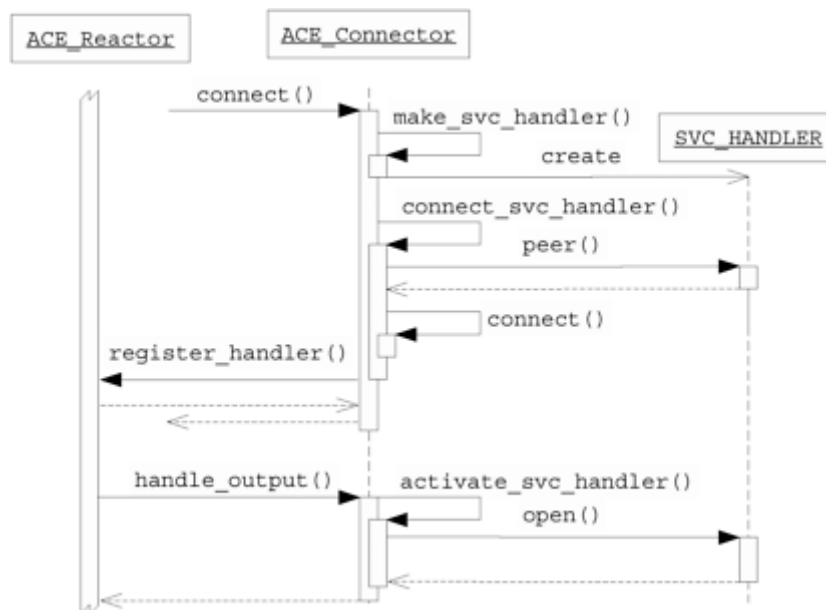 ACE_Reactor
ACE_Connector
connect()
make_svc_handler()
SVC_HANDLER
create
connect_svc_handler()
peer()
connect()
register_handler()
handle_output()
activate_svc_handler()
open()